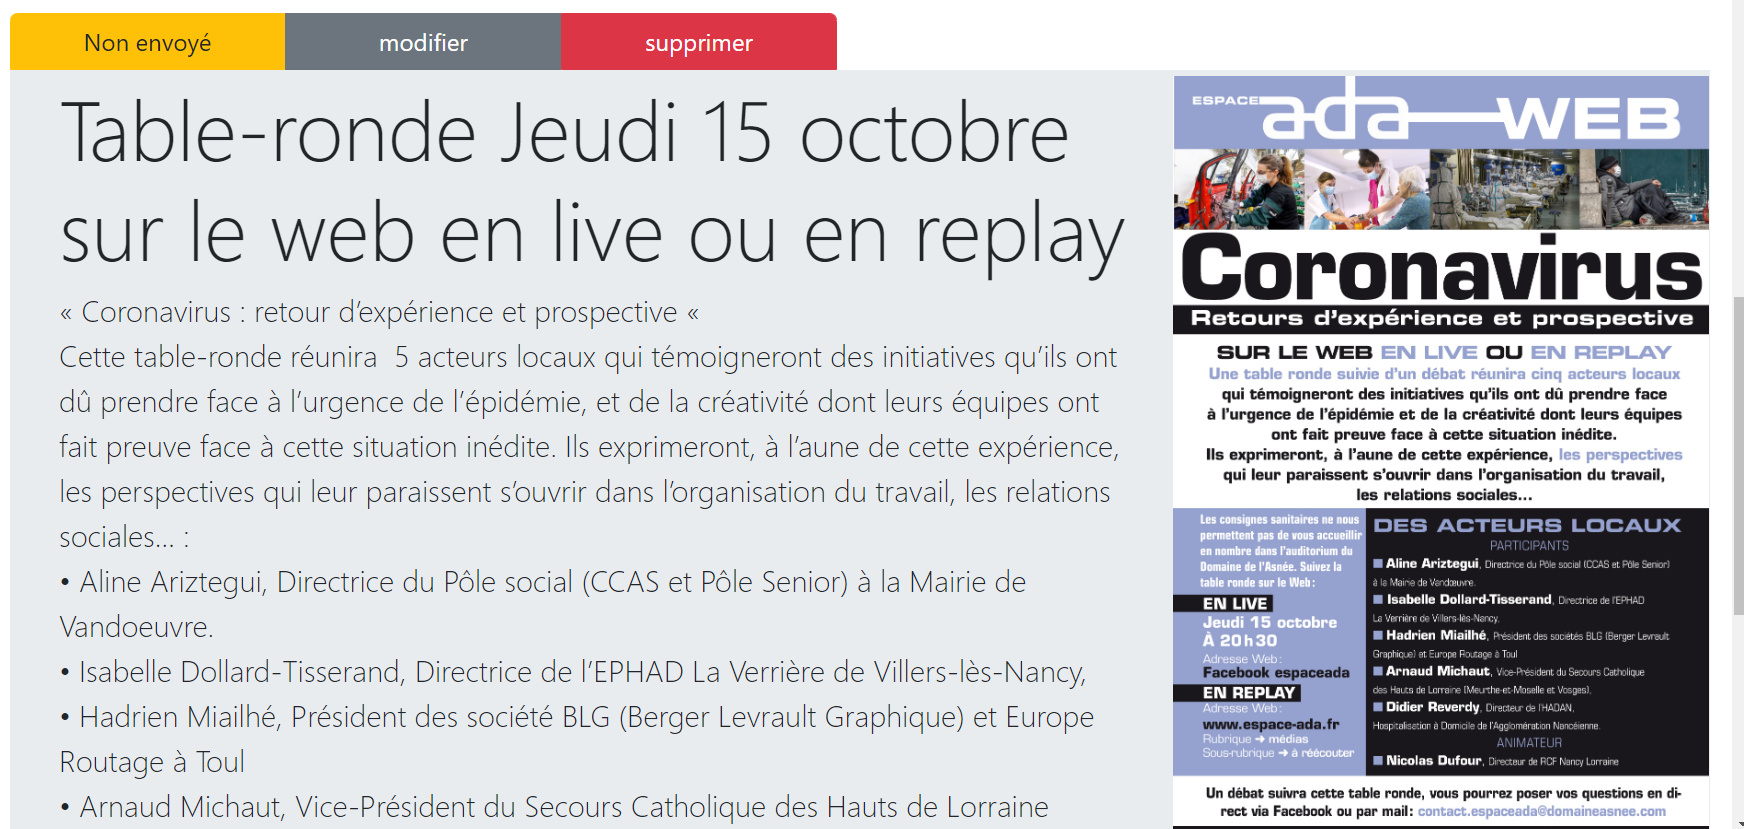 Non envoyé
modifier
supprimer
Table-ronde Jeudi 15 octobre
sur le web en live ou en replay
« Coronavirus : retour d’expérience et prospective «
Cette table-ronde réunira  5 acteurs locaux qui témoigneront des initiatives qu’ils ont
dû prendre face à l’urgence de l’épidémie, et de la créativité dont leurs équipes ont
fait preuve face à cette situation inédite. Ils exprimeront, à l’aune de cette expérience,
les perspectives qui leur paraissent s’ouvrir dans l’organisation du travail, les relations
sociales… :
• Aline Ariztegui, Directrice du Pôle social (CCAS et Pôle Senior) à la Mairie de
Vandoeuvre.
• Isabelle Dollard-Tisserand, Directrice de l’EPHAD La Verrière de Villers-lès-Nancy,
• Hadrien Miailhé, Président des société BLG (Berger Levrault Graphique) et Europe
Routage à Toul
• Arnaud Michaut, Vice-Président du Secours Catholique des Hauts de Lorraine
ESPACE ada WEB
Coronavirus
Retours d’expérience et prospective
SUR LE WEB EN LIVE OU EN REPLAY
Une table ronde suivie d’un débat réunira cinq acteurs locaux
qui témoigneront des initiatives qu’ils ont dû prendre face
à l’urgence de l’épidémie et de la créativité dont leurs équipes
ont fait preuve face à cette situation inédite.
Ils exprimeront, à l’aune de cette expérience, les perspectives
qui leur paraissent s’ouvrir dans l’organisation du travail,
les relations sociales…
Les consignes sanitaires ne nous
permettent pas de vous accueillir
en nombre dans l’auditorium du
Domaine de l’Asnée. Suivez la
table ronde sur le Web :
EN LIVE
Jeudi 15 octobre
À 20h30
Adresse Web :
Facebook espaceada
EN REPLAY
Adresse Web :
www.espace-ada.fr
Rubrique ➜ médias
Sous-rubrique ➜ à réécouter
DES ACTEURS LOCAUX
PARTICIPANTS
■ Aline Ariztegui, Directrice du Pôle social (CCAS et Pôle Senior)
à la Mairie de Vandœuvre.
■ Isabelle Dollard-Tisserand, Directrice de l’EPHAD
La Verrière de Villers-lès-Nancy.
■ Hadrien Miailhé, Président des sociétés BLG (Berger Levrault
Graphique) et Europe Routage à Toul
■ Arnaud Michaut, Vice-Président du Secours Catholique
des Hauts de Lorraine (Meurthe-et-Moselle et Vosges),
■ Didier Reverdy, Directeur de l’HADAN,
Hospitalisation à Domicile de l’Agglomération Nancéienne.
ANIMATEUR
■ Nicolas Dufour, Directeur de RCF Nancy Lorraine
Un débat suivra cette table ronde, vous pourrez poser vos questions en di-
rect via Facebook ou par mail : contact.espaceada@domaineasnee.com